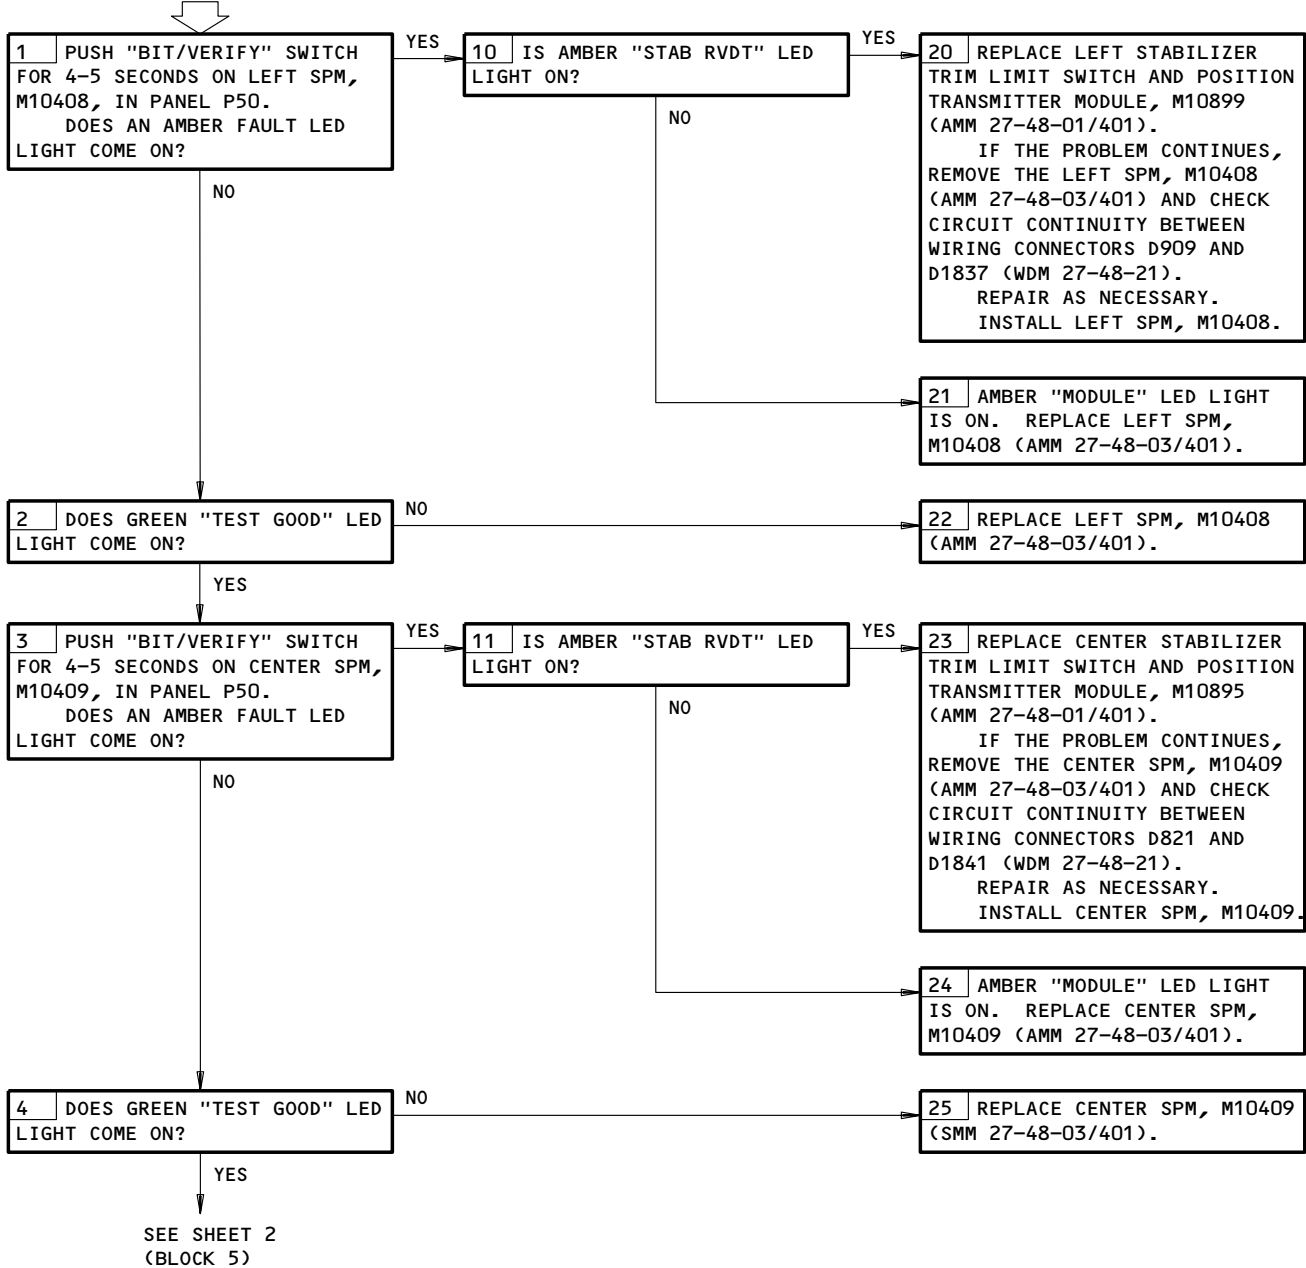 1 PUSH "BIT/VERIFY" SWITCH
FOR 4-5 SECONDS ON LEFT SPM,
M10408, IN PANEL P50.
DOES AN AMBER FAULT LED
LIGHT COME ON?
YES
NO
10 IS AMBER "STAB RVDT" LED
LIGHT ON?
YES
NO
20 REPLACE LEFT STABILIZER
TRIM LIMIT SWITCH AND POSITION
TRANSMITTER MODULE, M10899
(AMM 27-48-01/401).
IF THE PROBLEM CONTINUES,
REMOVE THE LEFT SPM, M10408
(AMM 27-48-03/401) AND CHECK
CIRCUIT CONTINUITY BETWEEN
WIRING CONNECTORS D909 AND
D1837 (WDM 27-48-21).
REPAIR AS NECESSARY.
INSTALL LEFT SPM, M10408.
21 AMBER "MODULE" LED LIGHT
IS ON. REPLACE LEFT SPM,
M10408 (AMM 27-48-03/401).
2 DOES GREEN "TEST GOOD" LED
LIGHT COME ON?
NO
YES
22 REPLACE LEFT SPM, M10408
(AMM 27-48-03/401).
3 PUSH "BIT/VERIFY" SWITCH
FOR 4-5 SECONDS ON CENTER SPM,
M10409, IN PANEL P50.
DOES AN AMBER FAULT LED
LIGHT COME ON?
YES
NO
11 IS AMBER "STAB RVDT" LED
LIGHT ON?
YES
NO
23 REPLACE CENTER STABILIZER
TRIM LIMIT SWITCH AND POSITION
TRANSMITTER MODULE, M10895
(AMM 27-48-01/401).
IF THE PROBLEM CONTINUES,
REMOVE THE CENTER SPM, M10409
(AMM 27-48-03/401) AND CHECK
CIRCUIT CONTINUITY BETWEEN
WIRING CONNECTORS D821 AND
D1841 (WDM 27-48-21).
REPAIR AS NECESSARY.
INSTALL CENTER SPM, M10409.
24 AMBER "MODULE" LED LIGHT
IS ON. REPLACE CENTER SPM,
M10409 (AMM 27-48-03/401).
4 DOES GREEN "TEST GOOD" LED
LIGHT COME ON?
NO
YES
25 REPLACE CENTER SPM, M10409
(SMM 27-48-03/401).
SEE SHEET 2
(BLOCK 5)